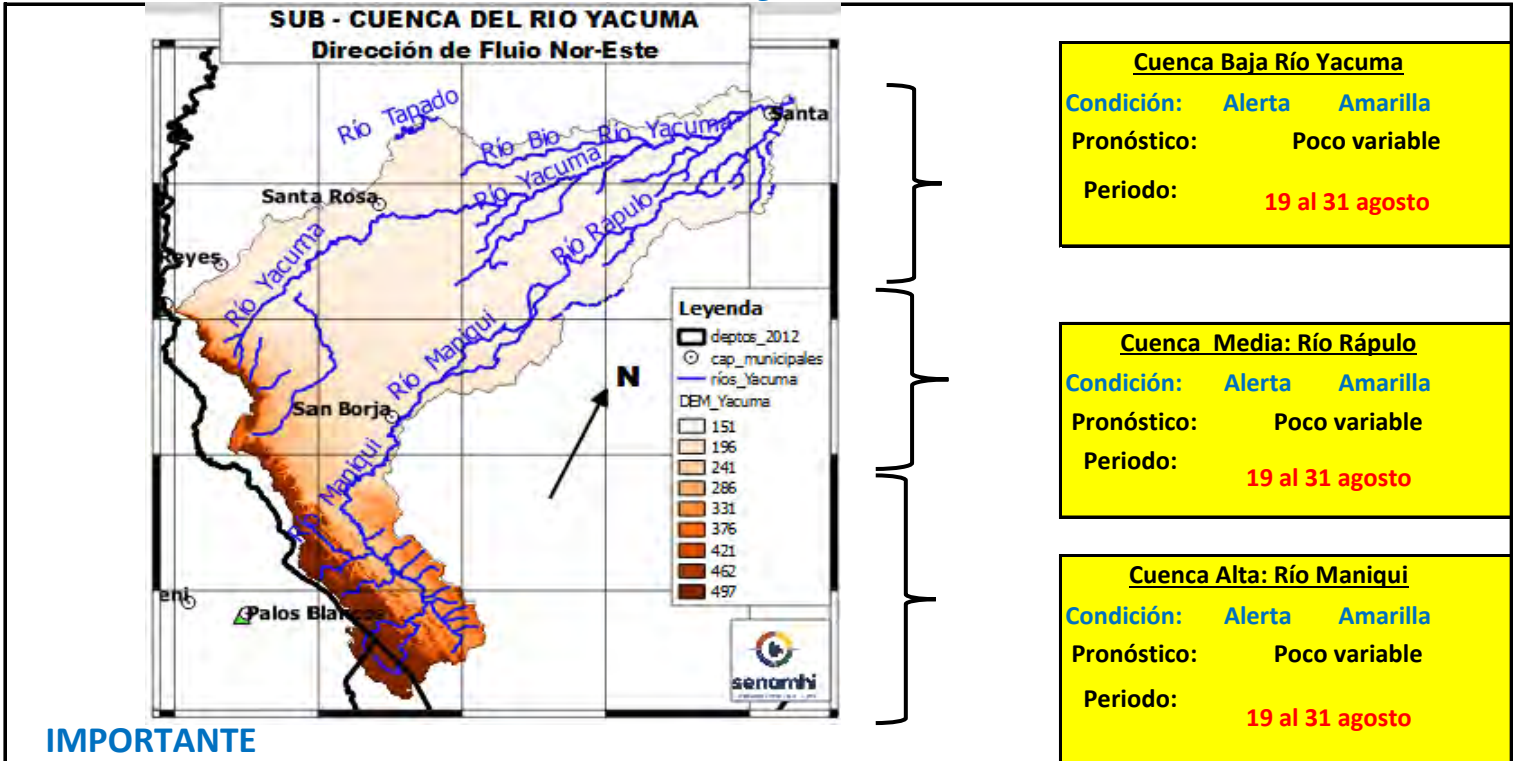 SUB - CUENCA DEL RIO YACUMA
Dirección de Fluio Nor-Este
Río Tapado
Río Bio
Río Yacuma
Santa
Río Yacuma
Santa Rosa
Río Rápulo
Reyes
Río Yacuma
Río Maniqui
San Borja
Río Maniqui
eni
Palos Blancos
N
Leyenda
deptos_2012
cap_municipales
ríos_Yacuma
DEM_Yacuma
151
196
241
286
331
376
421
462
497
senamhi
Cuenca Baja Río Yacuma
Condición: Alerta Amarilla
Pronóstico: Poco variable
Periodo: 19 al 31 agosto
Cuenca Media: Río Rápulo
Condición: Alerta Amarilla
Pronóstico: Poco variable
Periodo: 19 al 31 agosto
Cuenca Alta: Río Maniqui
Condición: Alerta Amarilla
Pronóstico: Poco variable
Periodo: 19 al 31 agosto
IMPORTANTE